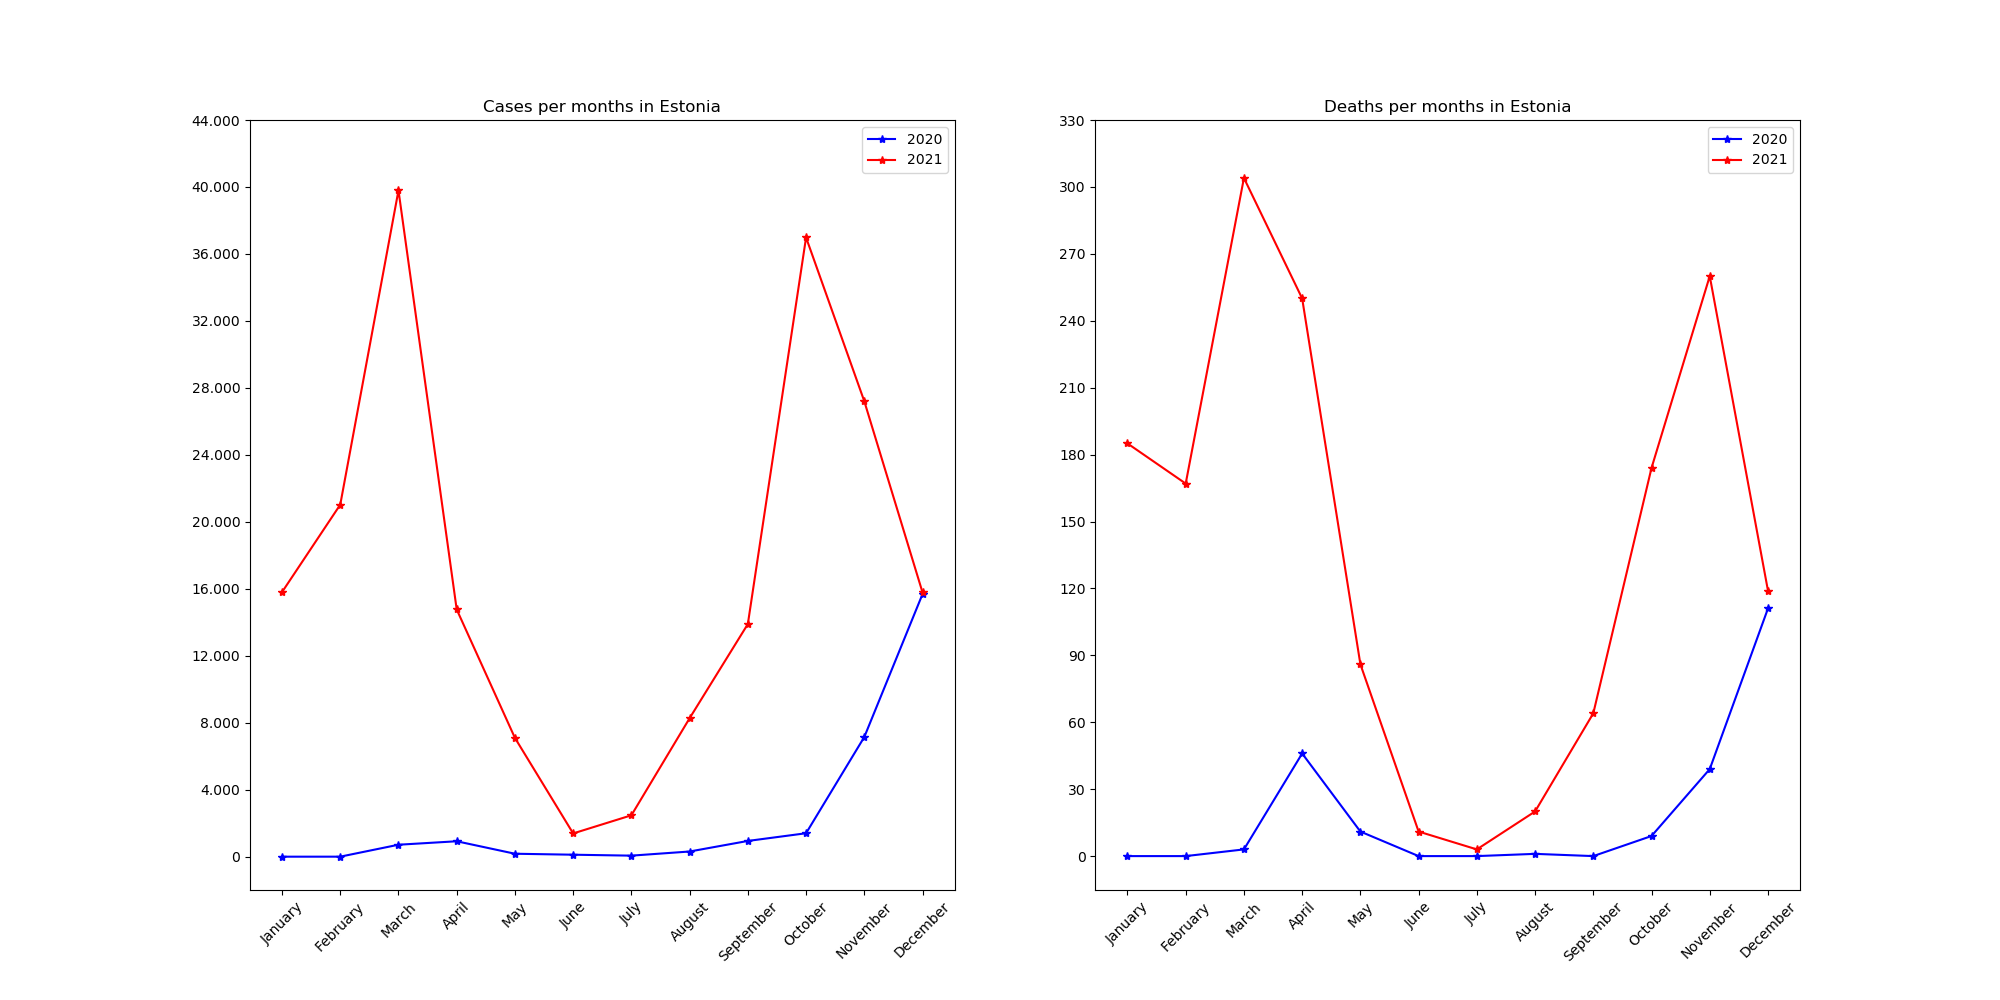 Cases per months in Estonia
44.000
40.000
36.000
32.000
28.000
24.000
20.000
16.000
12.000
8.000
4.000
0
2020
2021
January
February
March
April
May
June
July
August
September
October
November
December
Deaths per months in Estonia
330
300
270
240
210
180
150
120
90
60
30
0
2020
2021
January
February
March
April
May
June
July
August
September
October
November
December